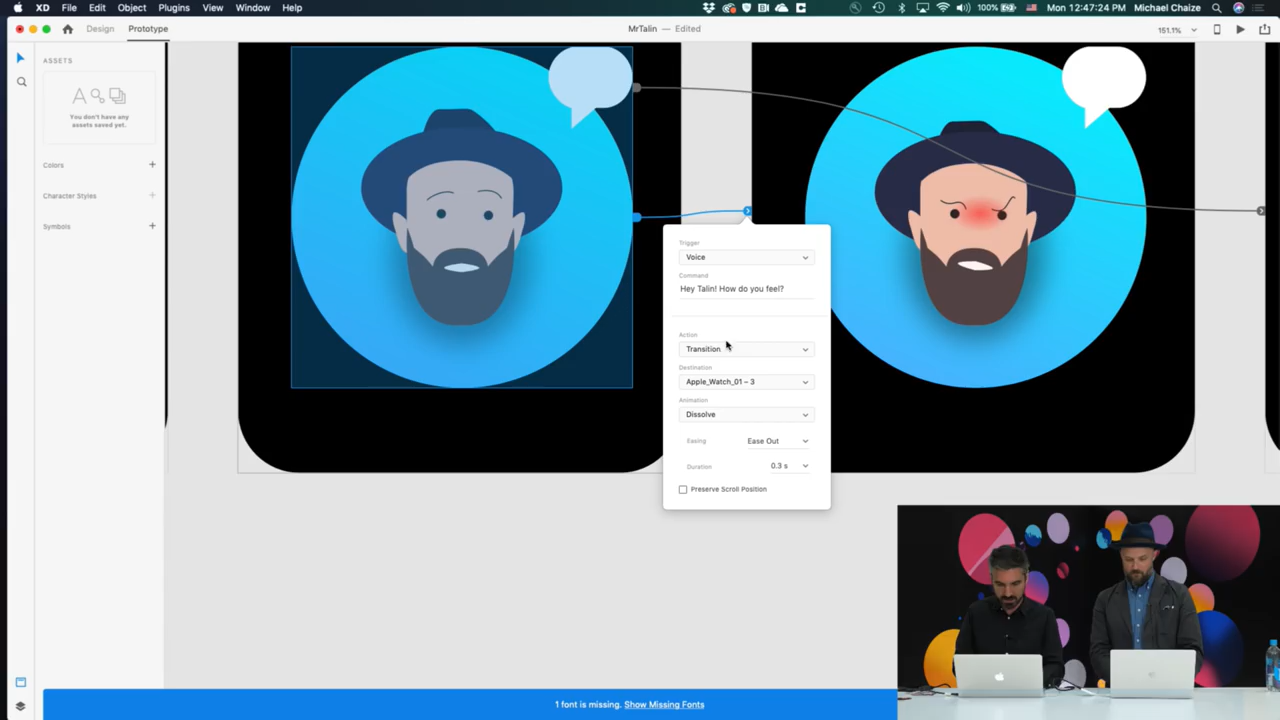 XD File Edit Object Plugins View Window Help
100% Mon Sep 24 12:47:24 PM Michael Chaize
Design Prototype
MrTalin — Edited
151.1%
ASSETS
You don't have any
assets saved yet.
Colors +
Character Styles +
Symbols +
Trigger
Voice
Command
Hey Talin! How do you feel?
Action
Transition
Destination
Apple_Watch_01 – 3
Animation
Dissolve
Easing Ease Out
Duration 0.3 s
Preserve Scroll Position
1 font is missing. Show Missing Fonts